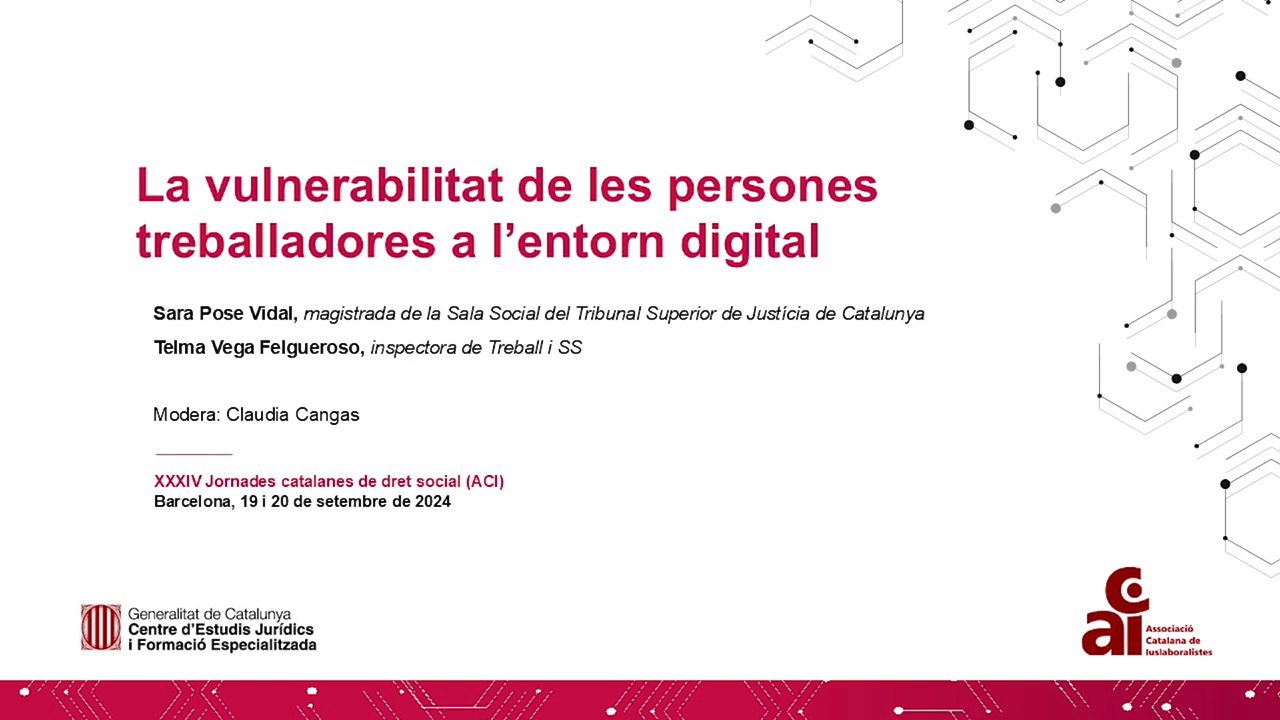 La vulnerabilitat de les persones
treballadores a l’entorn digital
Sara Pose Vidal, magistrada de la Sala Social del Tribunal Superior de Justícia de Catalunya
Telma Vega Felgueroso, inspectora de Treball i SS
Modera: Claudia Cangas
XXXIV Jornades catalanes de dret social (ACI)
Barcelona, 19 i 20 de setembre de 2024
Generalitat de Catalunya
Centre d’Estudis Jurídics
i Formació Especialitzada
aci
Associació
Catalana de
Iuslaboralistes